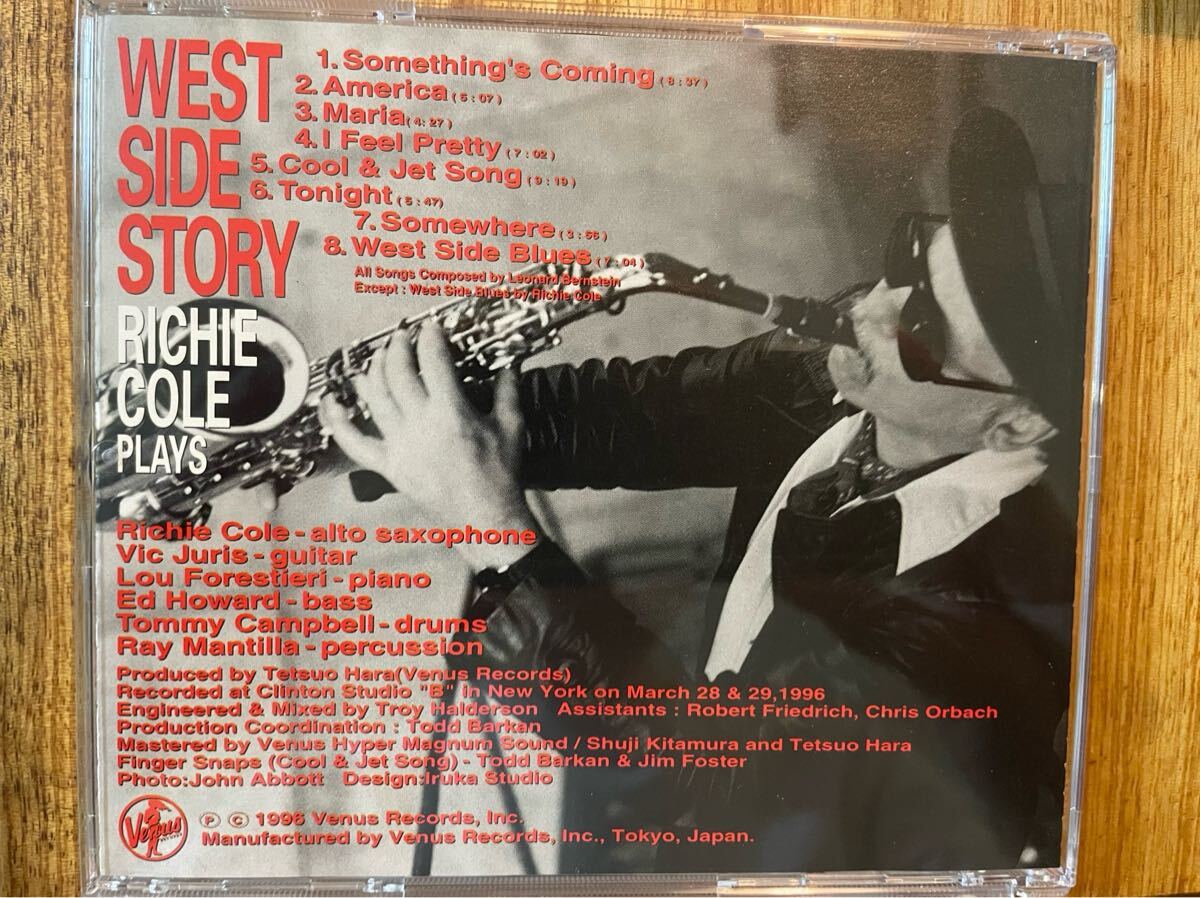 WEST
SIDE
STORY
RICHIE
COLE
PLAYS
1. Something's Coming (8:37)
2. America (5:07)
3. Maria (4:27)
4. I Feel Pretty (7:02)
5. Cool & Jet Song (9:19)
6. Tonight (5:47)
7. Somewhere (3:56)
8. West Side Blues (7:04)
All Songs Composed by Leonard Bernstein
Except : West Side Blues by Richie Cole
Richie Cole - alto saxophone
Vic Juris - guitar
Lou Forestieri - piano
Ed Howard - bass
Tommy Campbell - drums
Ray Mantilla - percussion
Produced by Tetsuo Hara(Venus Records)
Recorded at Clinton Studio "B" in New York on March 28 & 29,1996
Engineered & Mixed by Troy Halderson Assistants : Robert Friedrich, Chris Orbach
Production Coordination : Todd Barkan
Mastered by Venus Hyper Magnum Sound / Shuji Kitamura and Tetsuo Hara
Finger Snaps (Cool & Jet Song) - Todd Barkan & Jim Foster
Photo:John Abbott Design:Iruka Studio
Venus
℗ © 1996 Venus Records, Inc.
Manufactured by Venus Records, Inc., Tokyo, Japan.